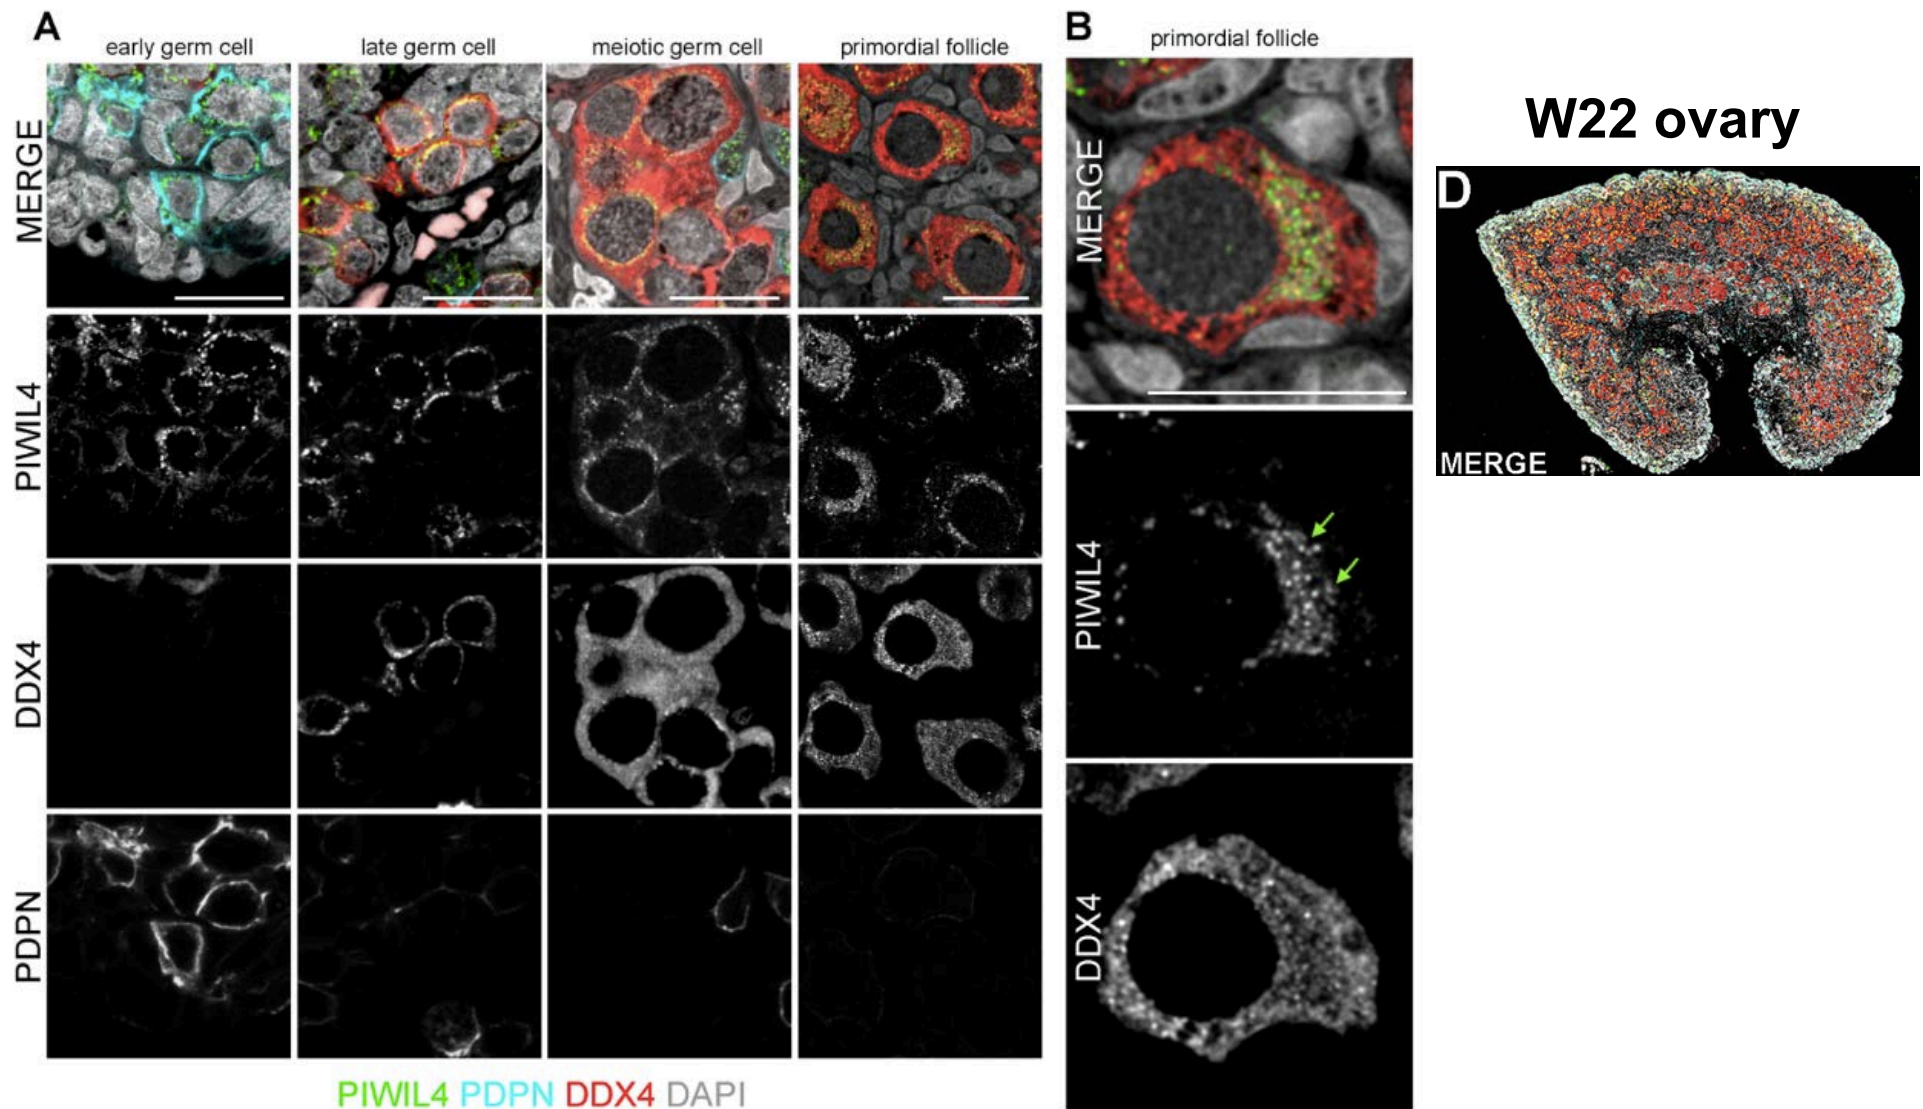 A
early germ cell
late germ cell
meiotic germ cell
primordial follicle
MERGE
PIWIL4
DDX4
PDPN
PIWIL4 PDPN DDX4 DAPI
B
primordial follicle
MERGE
PIWIL4
DDX4
W22 ovary
D
MERGE